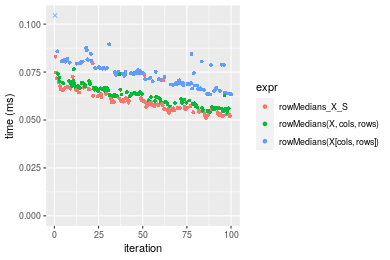 0.100
0.075
0.050
0.025
0.000
time (ms)
0
25
50
75
100
iteration
expr
rowMedians_X_S
rowMedians(X, cols, rows)
rowMedians(X[cols, rows])